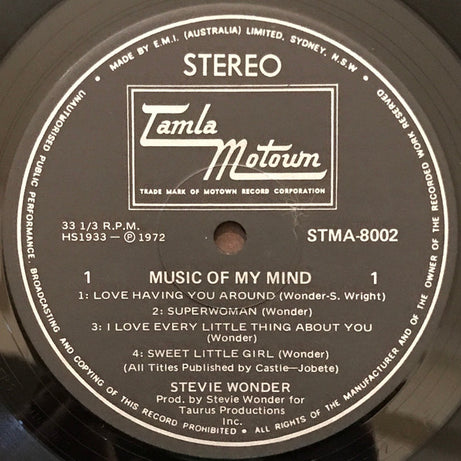 • MADE BY E.M.I. (AUSTRALIA) LIMITED, SYDNEY, N.S.W •
UNAUTHORISED PUBLIC PERFORMANCE, BROADCASTING AND COPYING OF THIS RECORD PROHIBITED • ALL RIGHTS OF THE MANUFACTURER AND OF THE OWNER OF THE RECORDED WORK RESERVED
STEREO
Tamla
Motown
TRADE MARK OF MOTOWN RECORD CORPORATION
33 1/3 R.P.M.
HS1933 – ℗ 1972
STMA-8002
1 MUSIC OF MY MIND 1
1: LOVE HAVING YOU AROUND (Wonder-S. Wright)
2: SUPERWOMAN (Wonder)
3: I LOVE EVERY LITTLE THING ABOUT YOU
(Wonder)
4: SWEET LITTLE GIRL (Wonder)
(All Titles Published by Castle–Jobete)
STEVIE WONDER
Prod. by Stevie Wonder for
Taurus Productions
Inc.